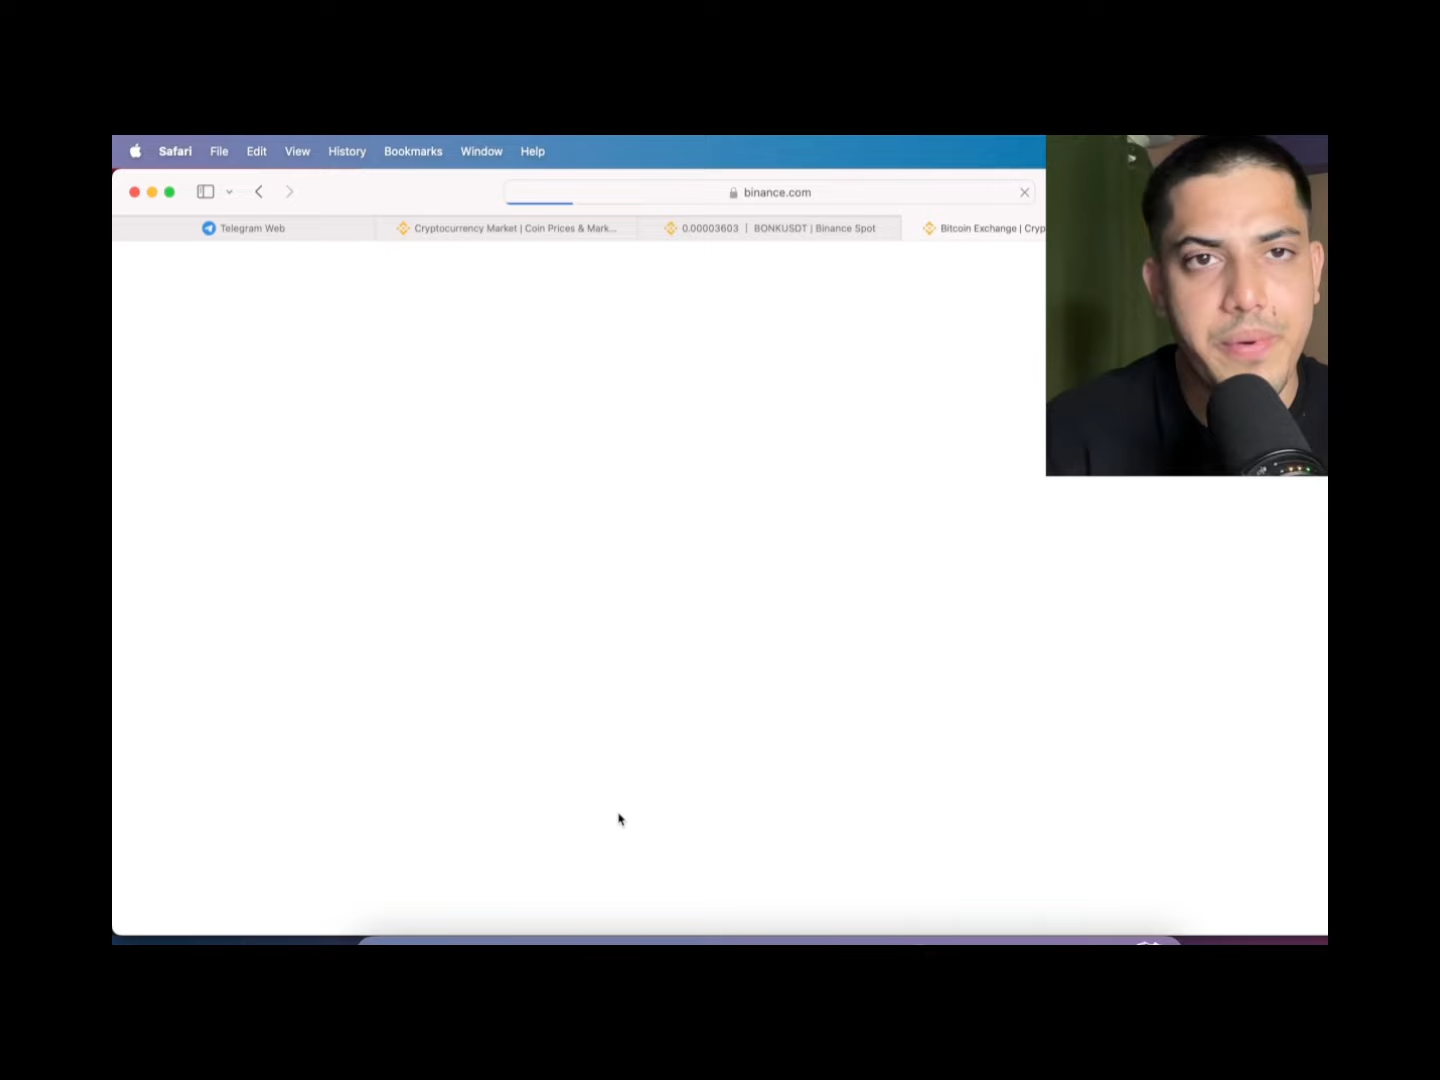 Safari File Edit View History Bookmarks Window Help
binance.com
Telegram Web Cryptocurrency Market | Coin Prices & Mark... 0.00003603 | BONKUSDT | Binance Spot Bitcoin Exchange | Cryp